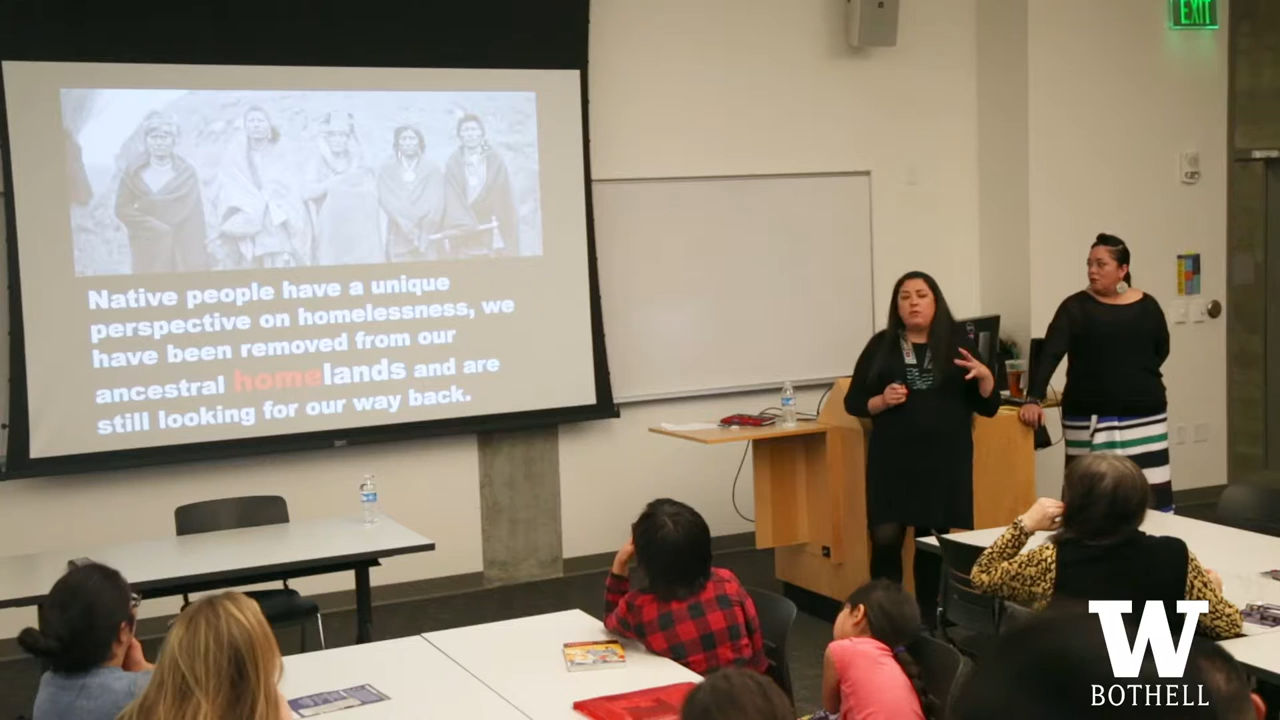 EXIT
Native people have a unique
perspective on homelessness, we
have been removed from our
ancestral homelands and are
still looking for our way back.
W
BOTHELL